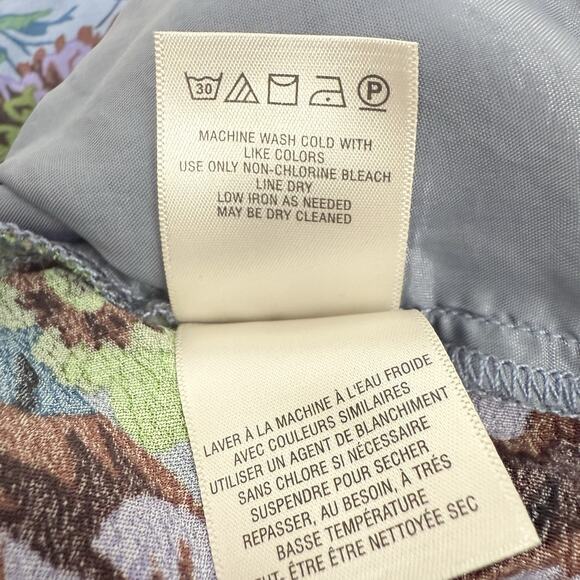 30 P
MACHINE WASH COLD WITH
LIKE COLORS
USE ONLY NON-CHLORINE BLEACH
LINE DRY
LOW IRON AS NEEDED
MAY BE DRY CLEANED
LAVER À LA MACHINE À L'EAU FROIDE
AVEC COULEURS SIMILAIRES
UTILISER UN AGENT DE BLANCHIMENT
SANS CHLORE SI NÉCESSAIRE
SUSPENDRE POUR SECHER
REPASSER, AU BESOIN, À TRÈS
BASSE TEMPÉRATURE
ÊTRE ÊTRE NETTOYÉE SEC